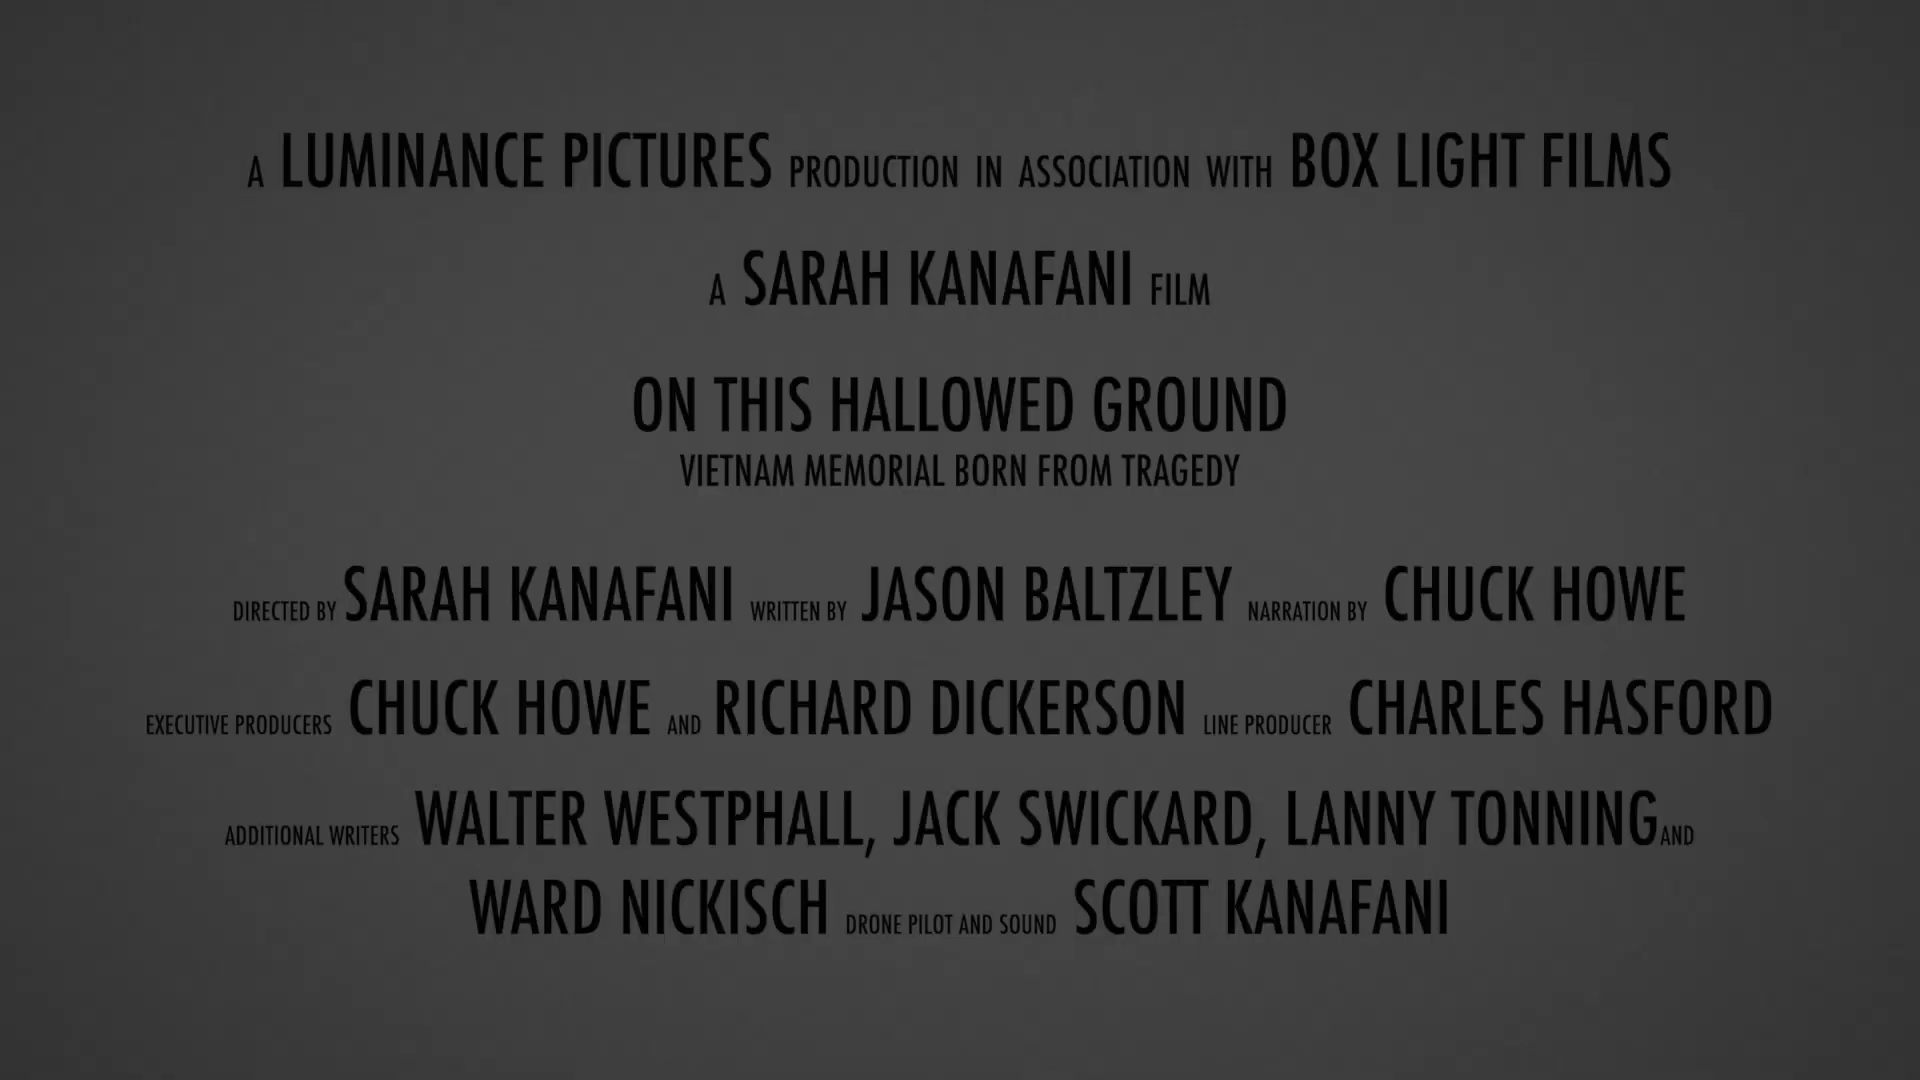 A LUMINANCE PICTURES PRODUCTION IN ASSOCIATION WITH BOX LIGHT FILMS
A SARAH KANAFANI FILM
ON THIS HALLOWED GROUND
VIETNAM MEMORIAL BORN FROM TRAGEDY
DIRECTED BY SARAH KANAFANI WRITTEN BY JASON BALTZLEY NARRATION BY CHUCK HOWE
EXECUTIVE PRODUCERS CHUCK HOWE AND RICHARD DICKERSON LINE PRODUCER CHARLES HASFORD
ADDITIONAL WRITERS WALTER WESTPHALL, JACK SWICKARD, LANNY TONNING AND
WARD NICKISCH DRONE PILOT AND SOUND SCOTT KANAFANI